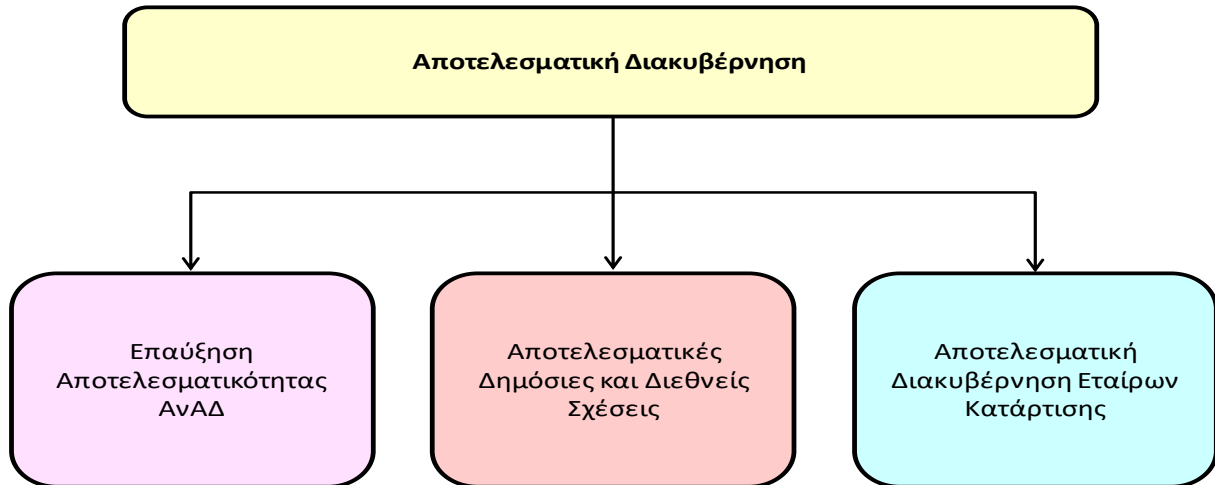 Αποτελεσματική Διακυβέρνηση
Επαύξηση
Αποτελεσματικότητας
ΑνΑΔ
Αποτελεσματικές
Δημόσιες και Διεθνείς
Σχέσεις
Αποτελεσματική
Διακυβέρνηση Εταίρων
Κατάρτισης